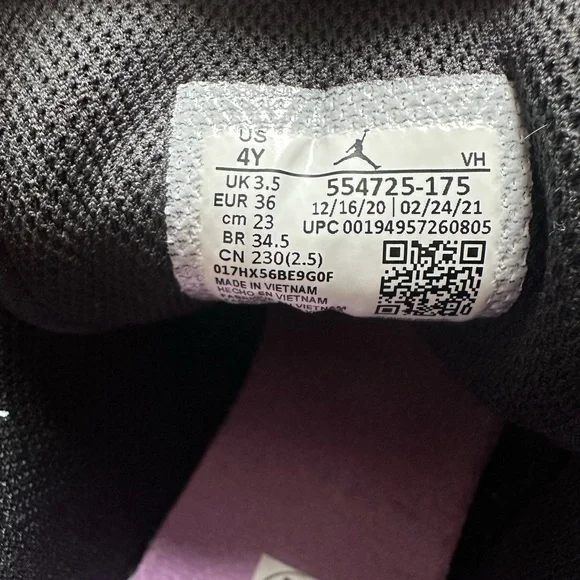 US
4Y
VH
UK 3.5
554725-175
EUR 36
12/16/20 | 02/24/21
cm 23
UPC 00194957260805
BR 34.5
CN 230(2.5)
017HX56BE9G0F
MADE IN VIETNAM
HECHO EN VIETNAM